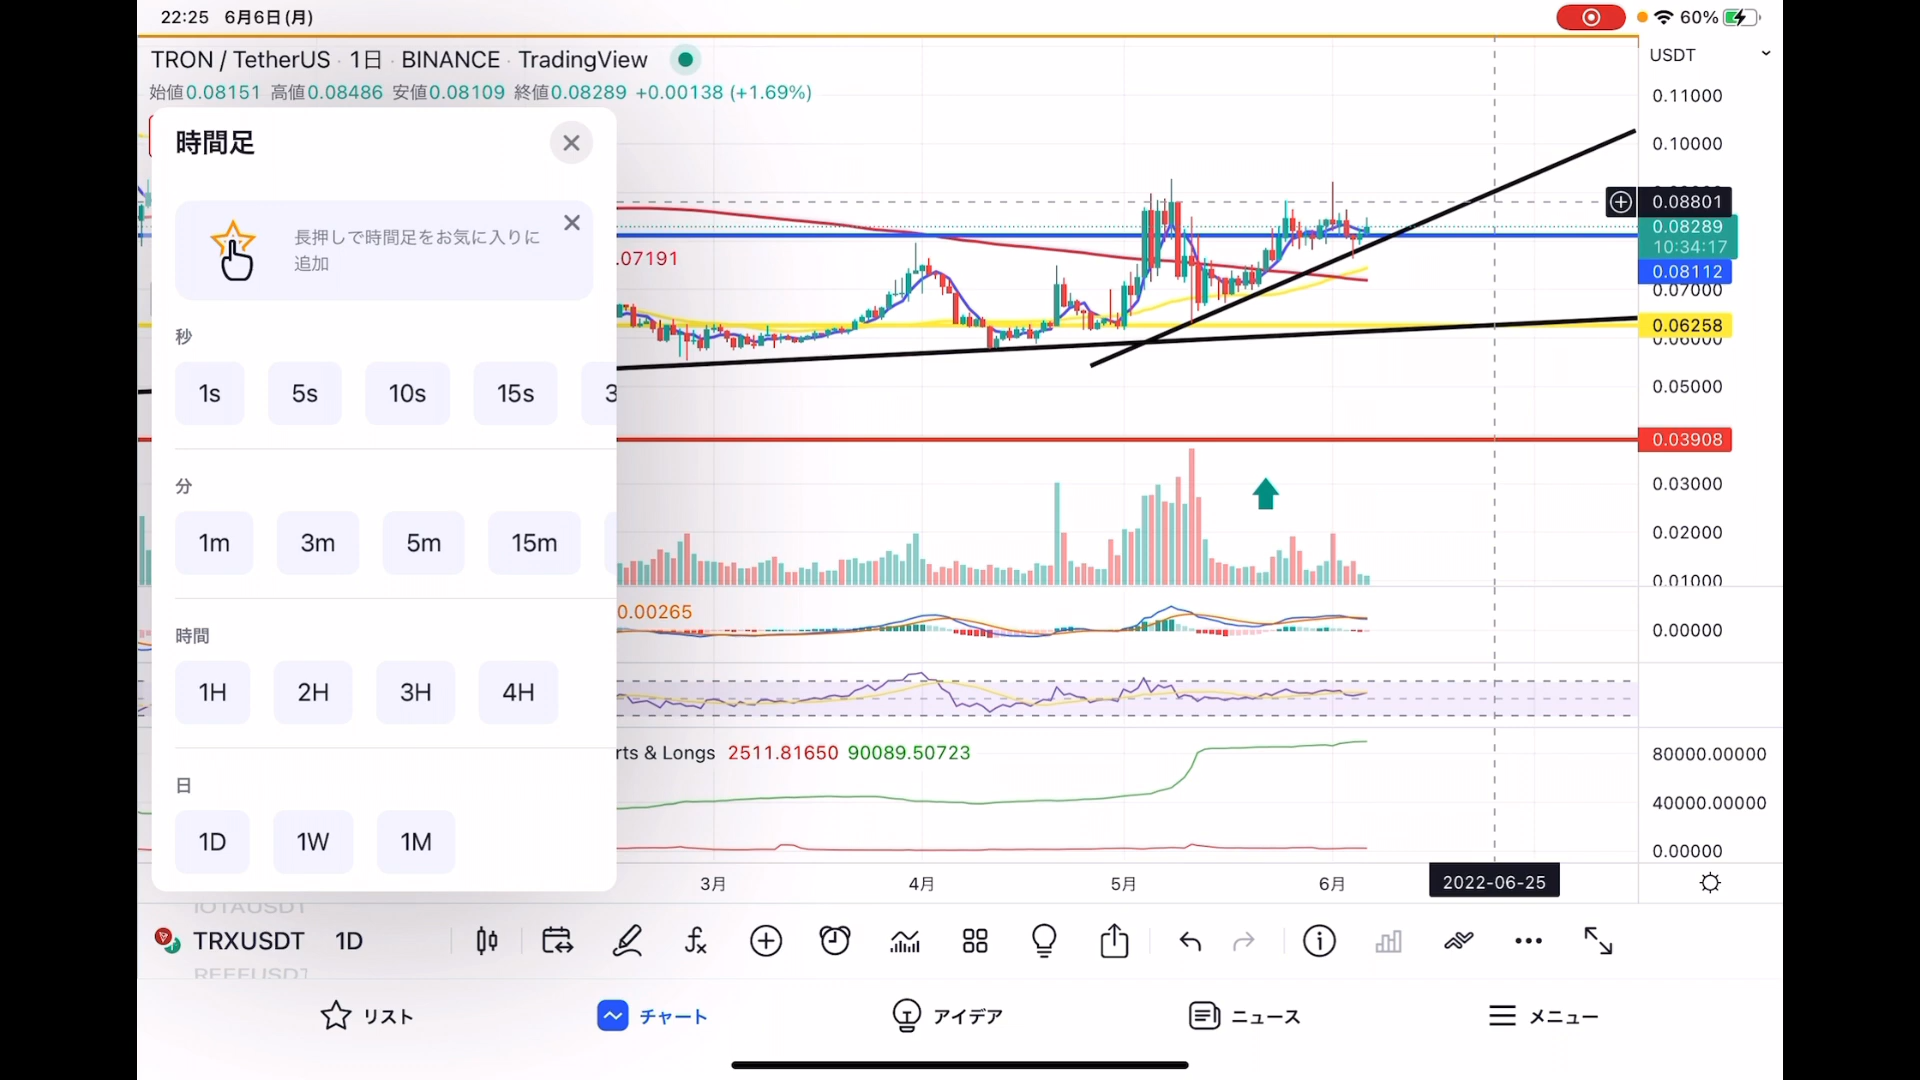 22:25 6月6日(月)
60%
TRON / TetherUS · 1日 · BINANCE · TradingView
始値0.08151 高値0.08486 安値0.08109 終値0.08289 +0.00138 (+1.69%)
USDT
0.11000
0.10000
0.08801
0.08289
10:34:17
0.08112
0.07000
0.06258
0.06000
0.05000
0.03908
0.03000
0.02000
0.01000
0.00000
80000.00000
40000.00000
0.00000
時間足
長押しで時間足をお気に入りに
追加
秒
1s 5s 10s 15s 3
分
1m 3m 5m 15m
時間
1H 2H 3H 4H
日
1D 1W 1M
.07191
0.00265
rts & Longs 2511.81650 90089.50723
3月 4月 5月 6月 2022-06-25
IOTAUSDT
TRXUSDT 1D
REEFUSDT
リスト チャート アイデア ニュース メニュー